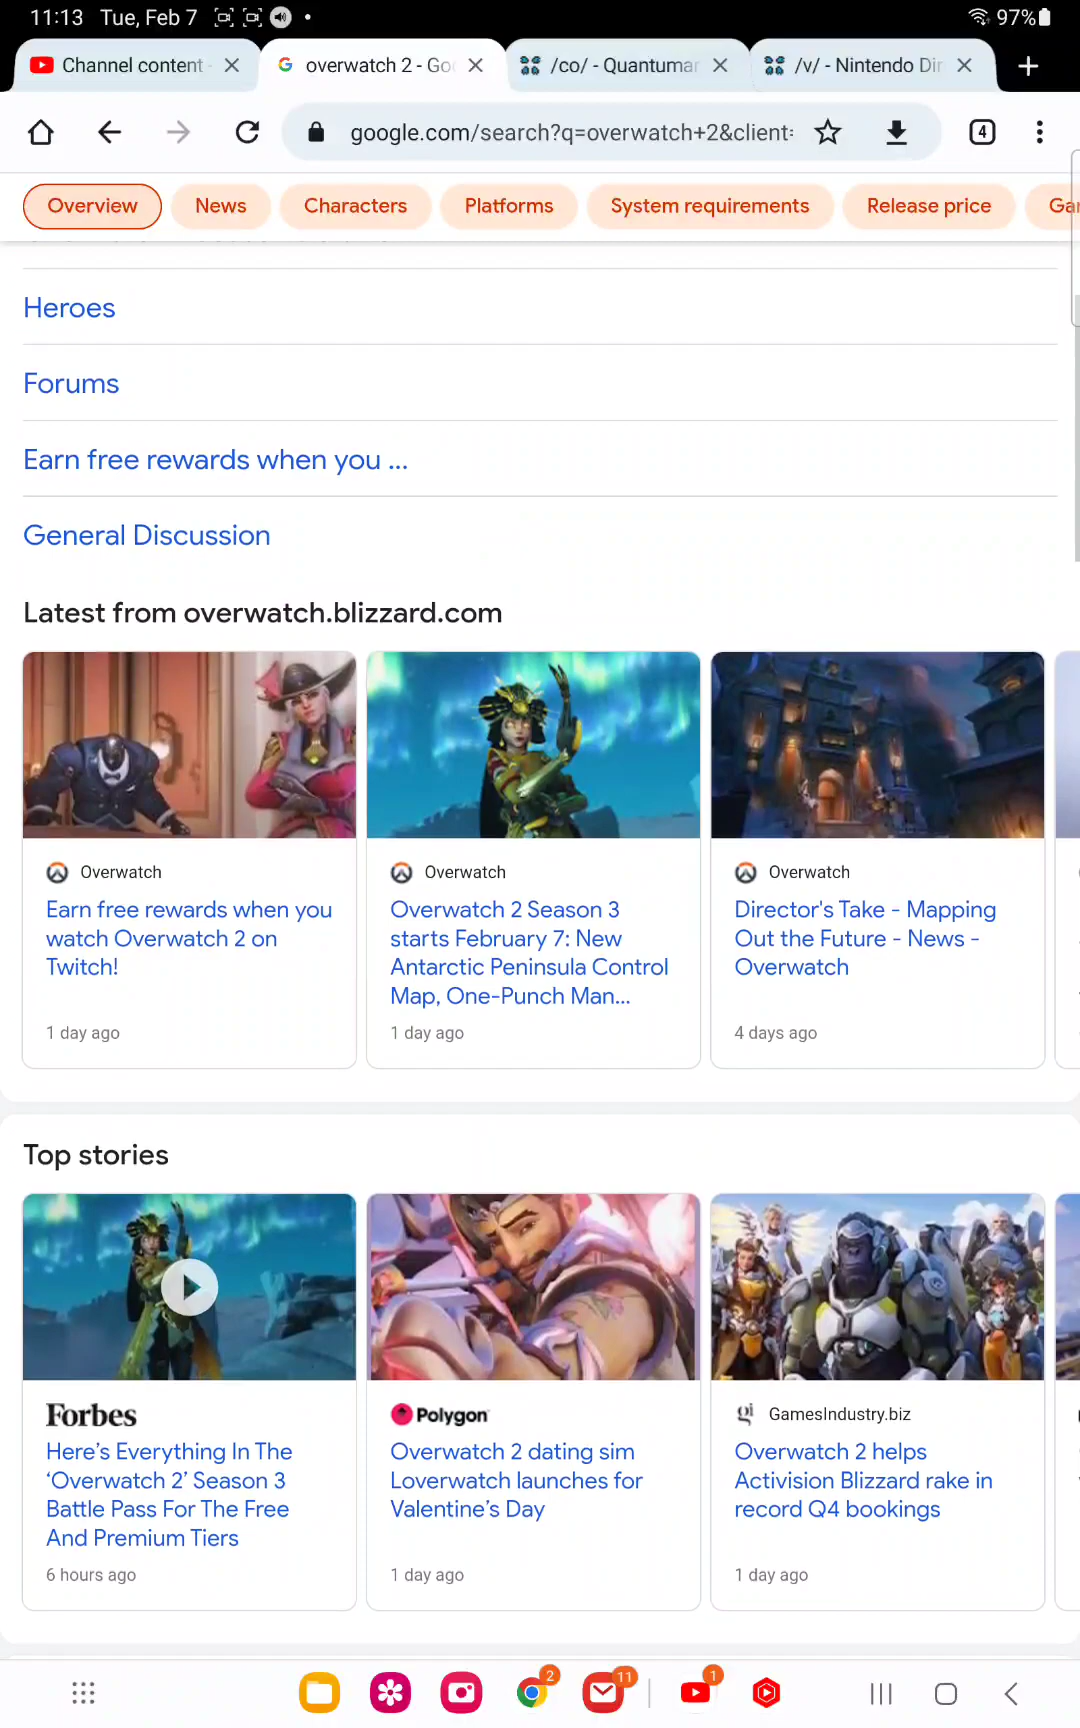 11:13 Tue, Feb 7
97%
Channel content
overwatch 2 - Go
/co/ - Quantuma
/v/ - Nintendo Dir
google.com/search?q=overwatch+2&client=
4
Overview
News
Characters
Platforms
System requirements
Release price
Heroes
Forums
Earn free rewards when you ...
General Discussion
Latest from overwatch.blizzard.com
Overwatch
Earn free rewards when you
watch Overwatch 2 on
Twitch!
1 day ago
Overwatch
Overwatch 2 Season 3
starts February 7: New
Antarctic Peninsula Control
Map, One-Punch Man...
1 day ago
Overwatch
Director's Take - Mapping
Out the Future - News -
Overwatch
4 days ago
Top stories
Forbes
Here’s Everything In The
‘Overwatch 2’ Season 3
Battle Pass For The Free
And Premium Tiers
6 hours ago
Polygon
Overwatch 2 dating sim
Loverwatch launches for
Valentine’s Day
1 day ago
gi GamesIndustry.biz
Overwatch 2 helps
Activision Blizzard rake in
record Q4 bookings
1 day ago
2
11
1